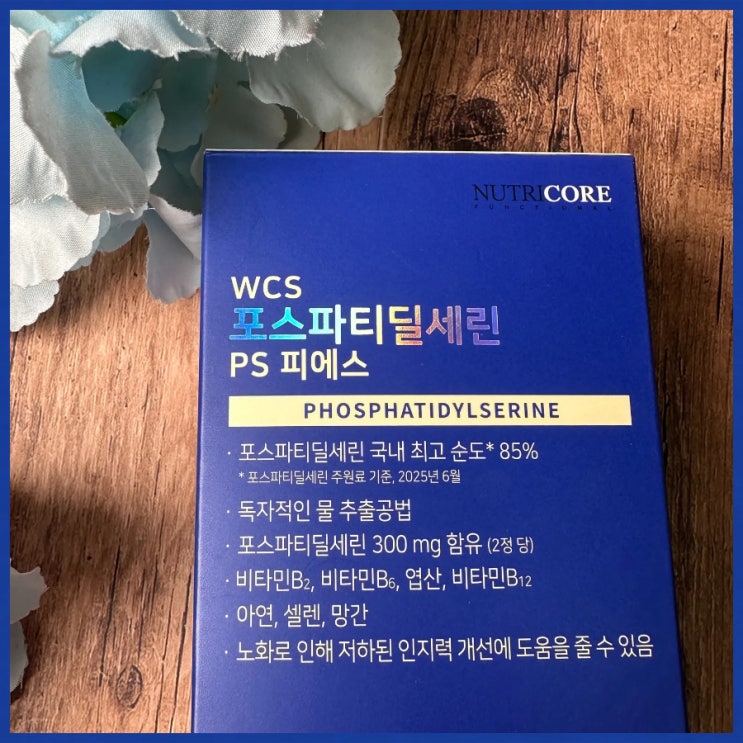 NUTRICORE
FUNCTIONAL
WCS
포스파티딜세린
PS 피에스
PHOSPHATIDYLSERINE
· 포스파티딜세린 국내 최고 순도* 85%
* 포스파티딜세린 주원료 기준, 2025년 6월
· 독자적인 물 추출공법
· 포스파티딜세린 300 mg 함유 (2정 당)
· 비타민B₂, 비타민B₆, 엽산, 비타민B₁₂
· 아연, 셀렌, 망간
· 노화로 인해 저하된 인지력 개선에 도움을 줄 수 있음